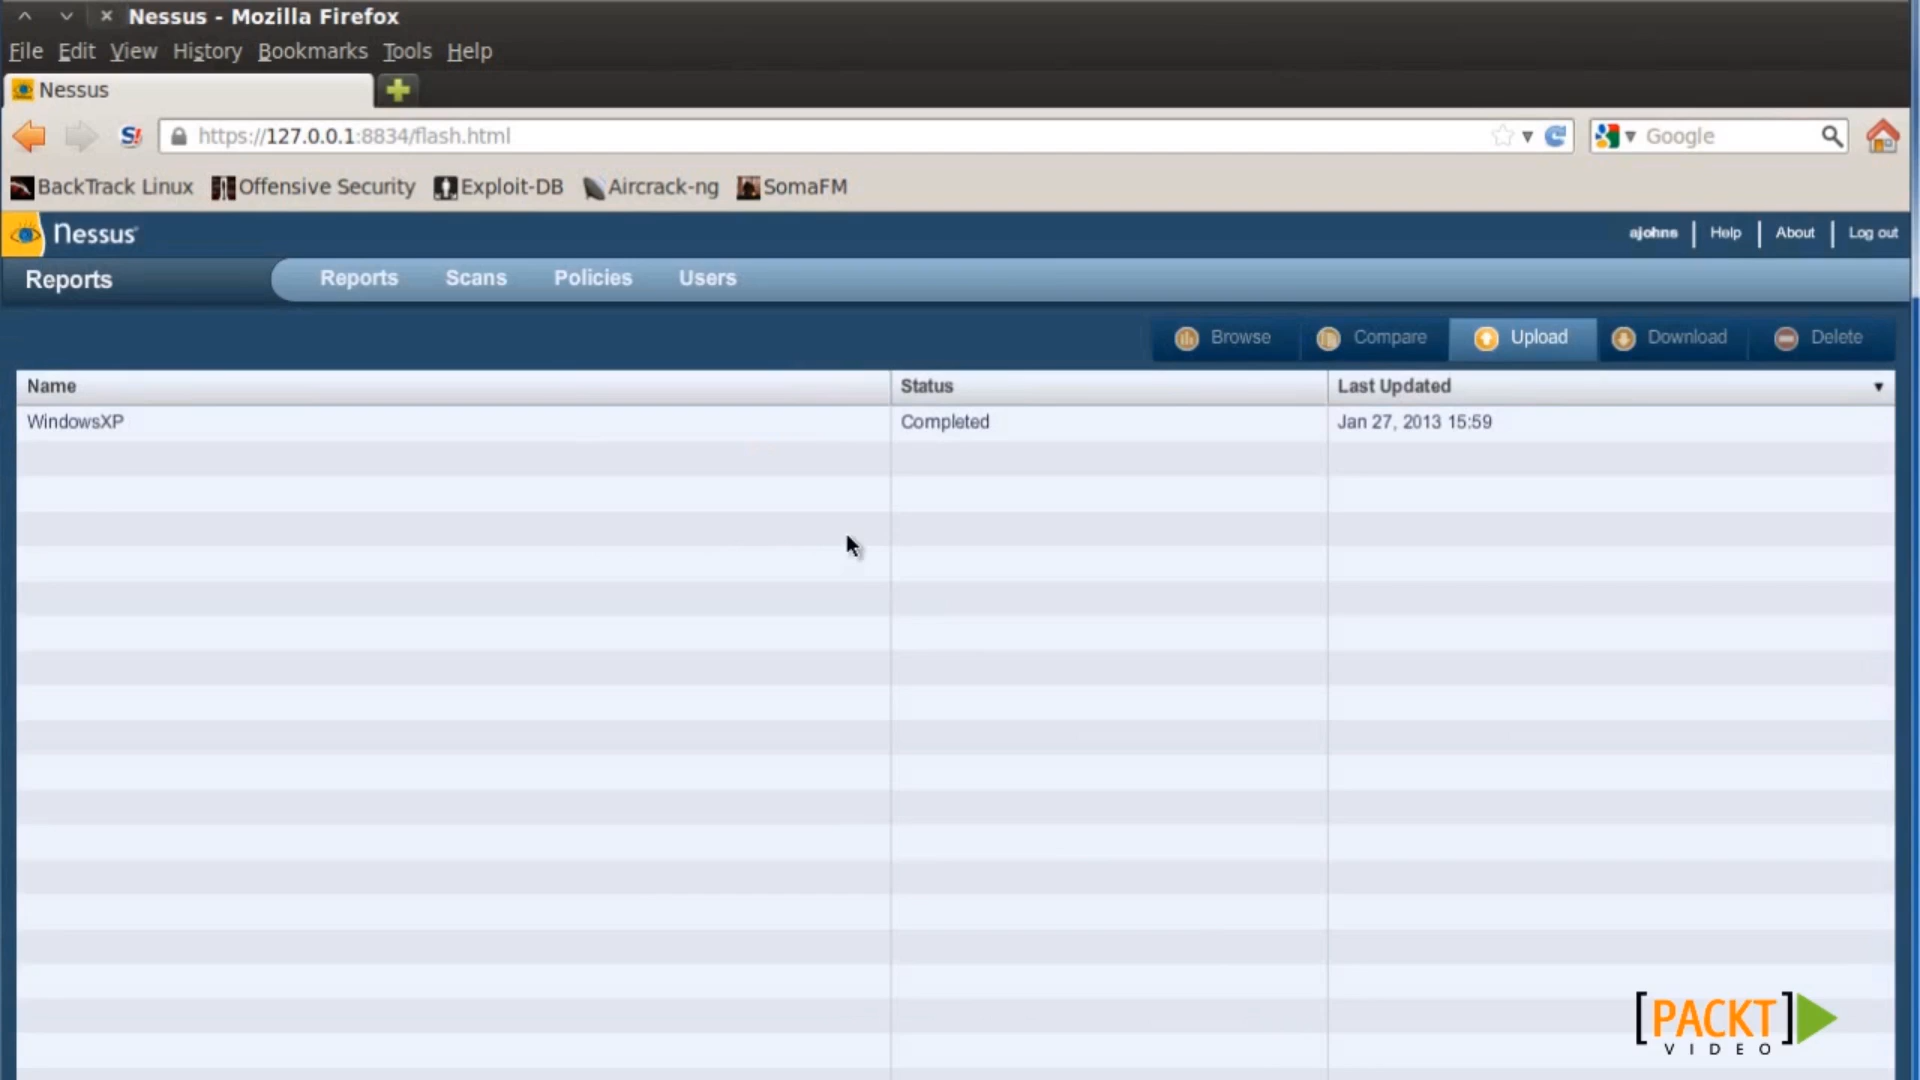 Nessus - Mozilla Firefox
File Edit View History Bookmarks Tools Help
Nessus
S! https://127.0.0.1:8834/flash.html Google
BackTrack Linux Offensive Security Exploit-DB Aircrack-ng SomaFM
Nessus ajohns | Help | About | Log out
Reports Reports Scans Policies Users
Browse Compare Upload Download Delete
Name Status Last Updated
WindowsXP Completed Jan 27, 2013 15:59
[PACKT]
VIDEO